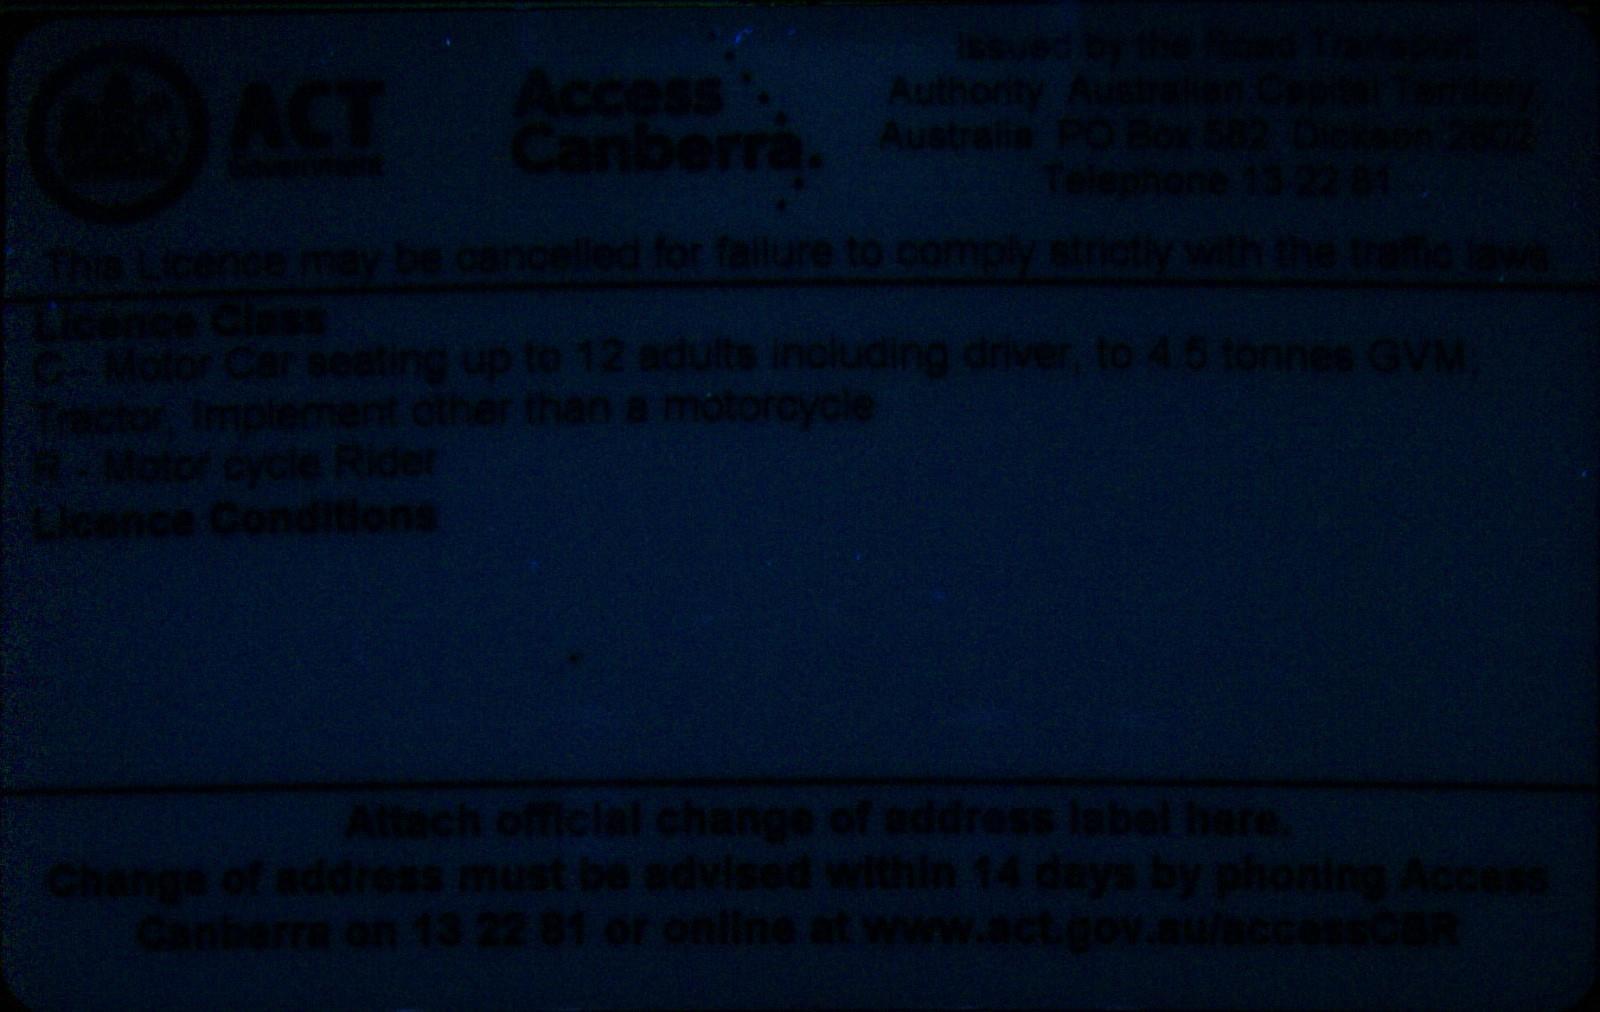 ACT
Government
Access
Canberra.
Issued by the Road Transport
Authority Australian Capital Territory,
Australia PO Box 582 Dickson 2602
Telephone 13 22 81
This Licence may be cancelled for failure to comply strictly with the traffic laws.
Licence Class
C - Motor Car seating up to 12 adults including driver, to 4.5 tonnes GVM,
Tractor, Implement other than a motorcycle
R - Motor cycle Rider
Licence Conditions
Attach official change of address label here.
Change of address must be advised within 14 days by phoning Access
Canberra on 13 22 81 or online at www.act.gov.au/accessCBR